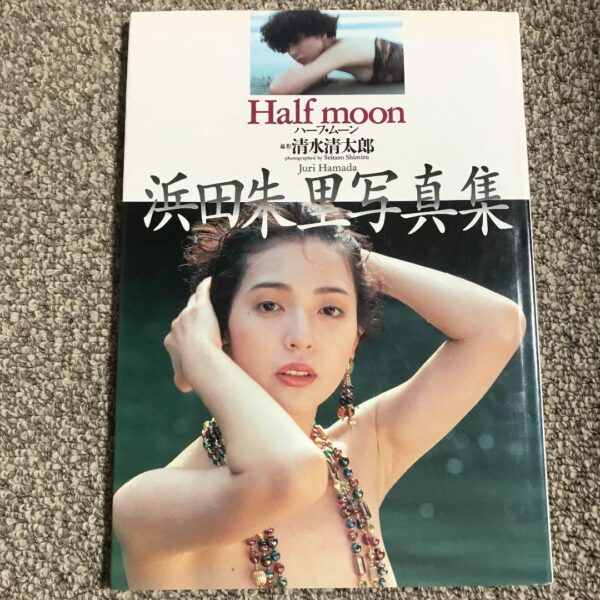 Half moon
ハーフ・ムーン
撮影 清水清太郎
photographed by Seitaro Shimizu
Juri Hamada
浜田朱里写真集